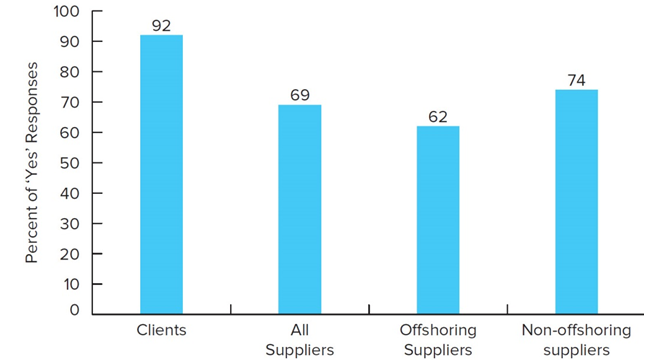 Percent of 'Yes' Responses
100
90
80
70
60
50
40
30
20
10
0
92
69
62
74
Clients
All
Suppliers
Offshoring
Suppliers
Non-offshoring
suppliers